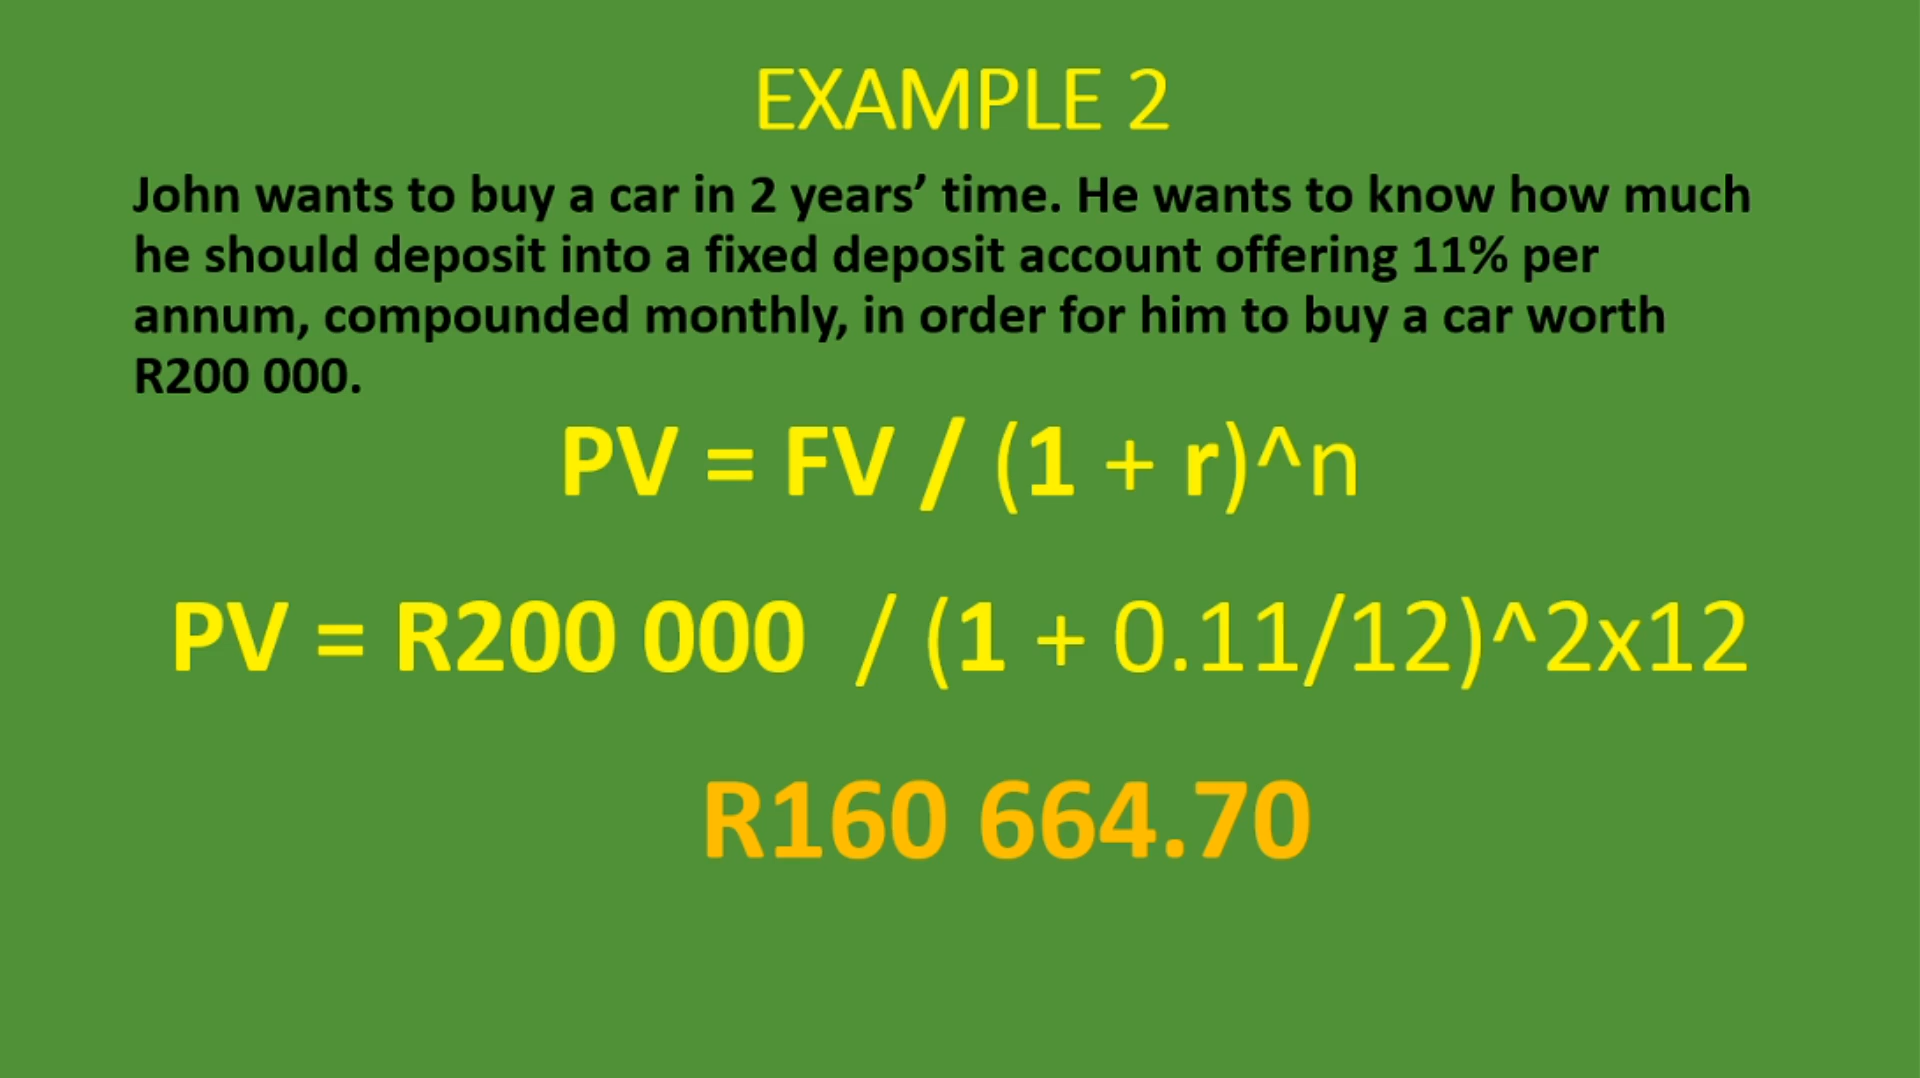 EXAMPLE 2
John wants to buy a car in 2 years’ time. He wants to know how much
he should deposit into a fixed deposit account offering 11% per
annum, compounded monthly, in order for him to buy a car worth
R200 000.
PV = FV / (1 + r)^n
PV = R200 000 / (1 + 0.11/12)^2x12
R160 664.70